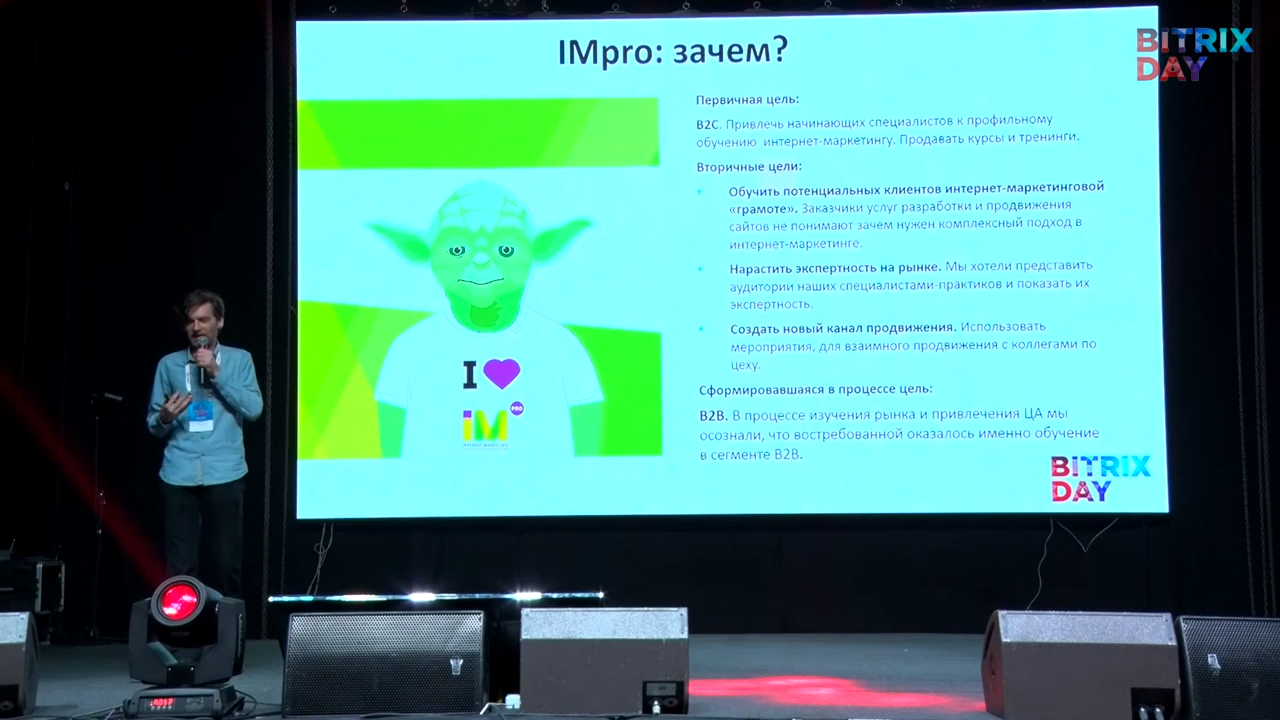 IMpro: зачем?
BITRIX
DAY
Первичная цель:
B2C. Привлечь начинающих специалистов к профильному
обучению интернет-маркетингу. Продавать курсы и тренинги.
Вторичные цели:
Обучить потенциальных клиентов интернет-маркетинговой
«грамоте». Заказчики услуг разработки и продвижения
сайтов не понимают зачем нужен комплексный подход в
интернет-маркетинге.
Нарастить экспертность на рынке. Мы хотели представить
аудитории наших специалистами-практиков и показать их
экспертность.
Создать новый канал продвижения. Использовать
мероприятия, для взаимного продвижения с коллегами по
цеху.
Сформировавшаяся в процессе цель:
B2B. В процессе изучения рынка и привлечения ЦА мы
осознали, что востребованной оказалось именно обучение
в сегменте B2B.
I
iM PRO
INTERNET-MARKETING
BITRIX
DAY